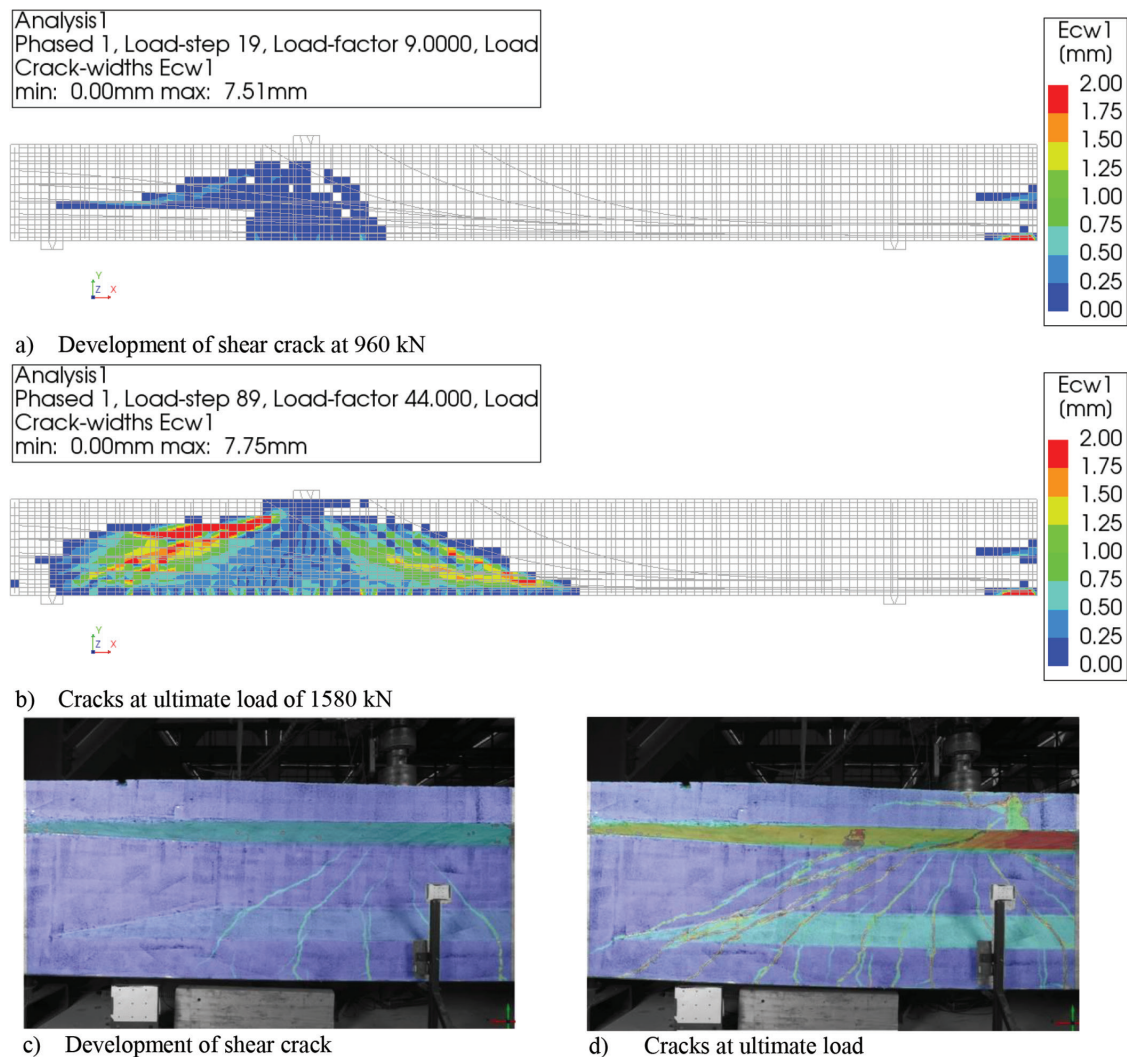 Analysis1
Phased 1, Load-step 19, Load-factor 9.0000, Load
Crack-widths Ecw1
min: 0.00mm max: 7.51mm
Ecw1
(mm)
2.00
1.75
1.50
1.25
1.00
0.75
0.50
0.25
0.00
Y
Z X
a) Development of shear crack at 960 kN
Analysis1
Phased 1, Load-step 89, Load-factor 44.000, Load
Crack-widths Ecw1
min: 0.00mm max: 7.75mm
Ecw1
(mm)
2.00
1.75
1.50
1.25
1.00
0.75
0.50
0.25
0.00
Y
Z X
b) Cracks at ultimate load of 1580 kN
c) Development of shear crack
d) Cracks at ultimate load